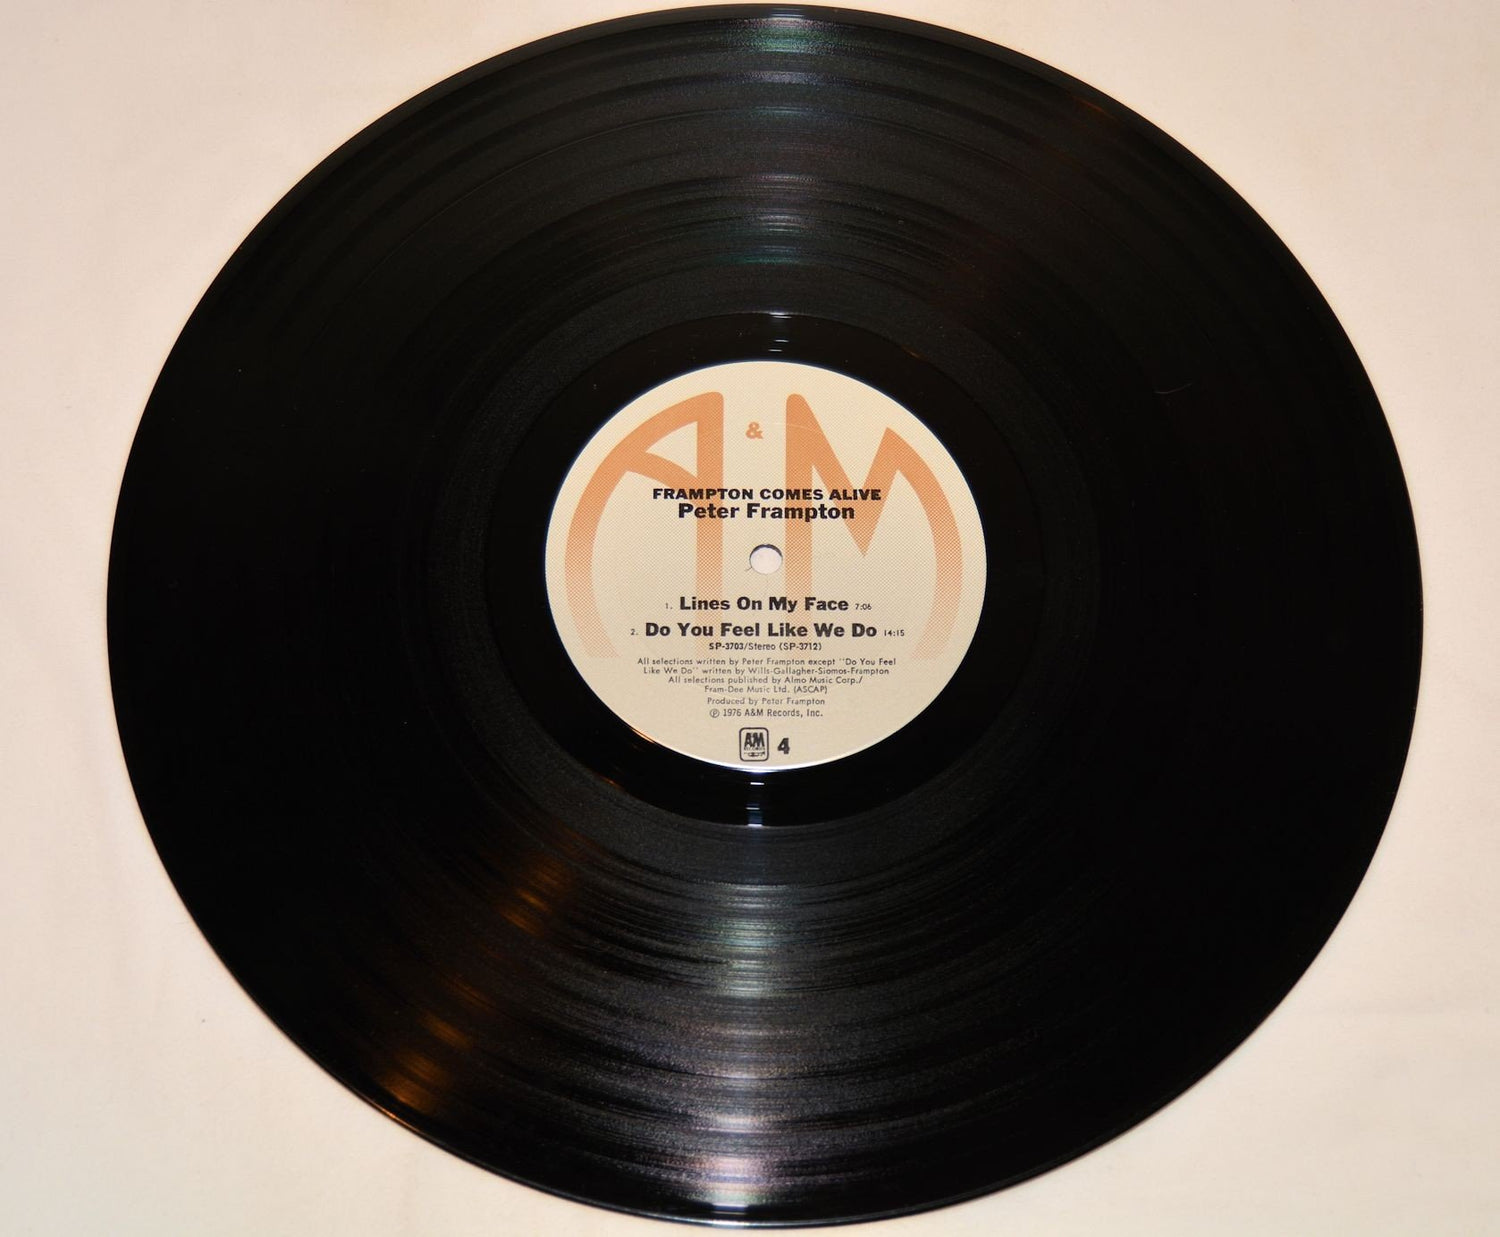 A & M
FRAMPTON COMES ALIVE
Peter Frampton
1. Lines On My Face 7:06
2. Do You Feel Like We Do 14:15
SP-3703/Stereo (SP-3712)
All selections written by Peter Frampton except "Do You Feel
Like We Do" written by Wills-Gallagher-Siomos-Frampton
All selections published by Almo Music Corp./
Fram-Dee Music Ltd. (ASCAP)
Produced by Peter Frampton
℗ 1976 A&M Records, Inc.
A&M RECORDS 4